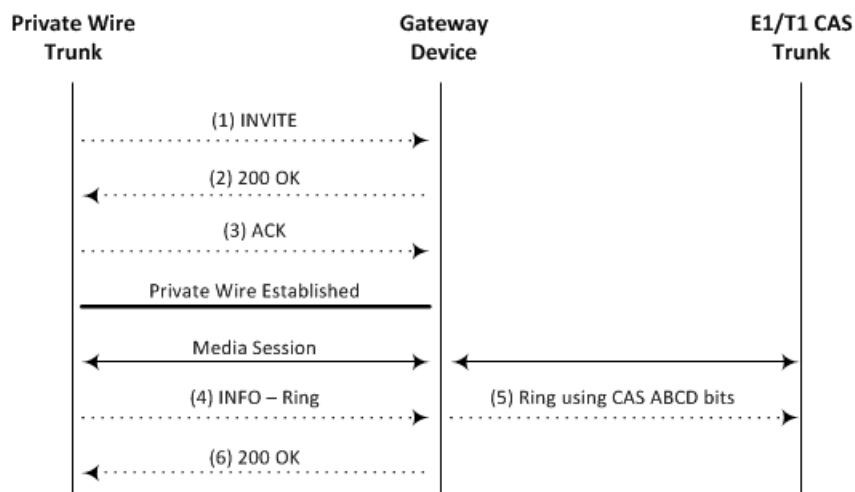 Private Wire
Trunk
Gateway
Device
E1/T1 CAS
Trunk
(1) INVITE
(2) 200 OK
(3) ACK
Private Wire Established
Media Session
(4) INFO – Ring
(5) Ring using CAS ABCD bits
(6) 200 OK